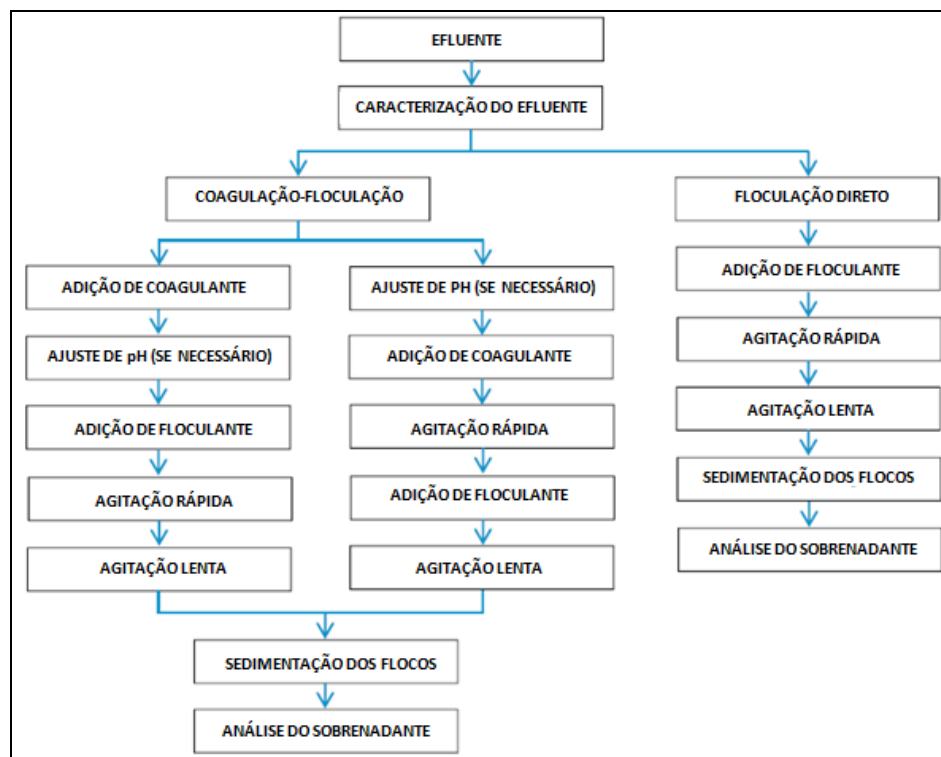 EFLUENTE
CARACTERIZAÇÃO DO EFLUENTE
COAGULAÇÃO-FLOCULAÇÃO
ADIÇÃO DE COAGULANTE
AJUSTE DE pH (SE NECESSÁRIO)
ADIÇÃO DE FLOCULANTE
AGITAÇÃO RÁPIDA
AGITAÇÃO LENTA
AJUSTE DE PH (SE NECESSÁRIO)
ADIÇÃO DE COAGULANTE
AGITAÇÃO RÁPIDA
ADIÇÃO DE FLOCULANTE
AGITAÇÃO LENTA
SEDIMENTAÇÃO DOS FLOCOS
ANÁLISE DO SOBRENADANTE
FLOCULAÇÃO DIRETO
ADIÇÃO DE FLOCULANTE
AGITAÇÃO RÁPIDA
AGITAÇÃO LENTA
SEDIMENTAÇÃO DOS FLOCOS
ANÁLISE DO SOBRENADANTE